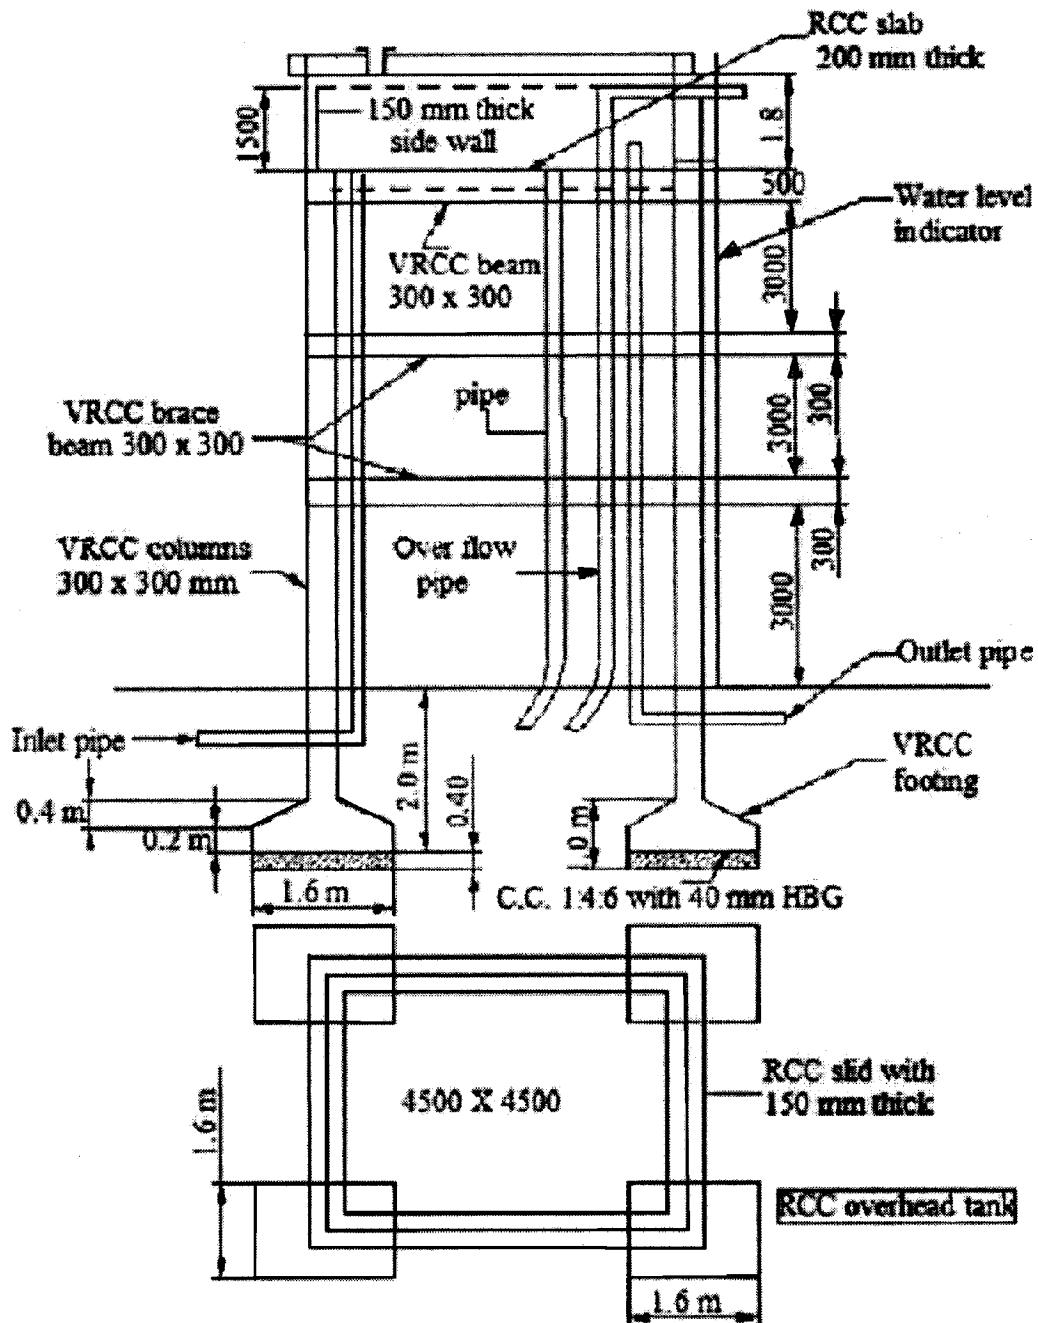 RCC slab
200 mm thick
150 mm thick
side wall
1500
1.8
500
Water level
indicator
VRCC beam
300 x 300
3000
pipe
VRCC brace
beam 300 x 300
3000
300
VRCC columns
300 x 300 mm
Over flow
pipe
300
3000
Outlet pipe
Inlet pipe
VRCC
footing
2.0 m
0.40
0.4 m
0.2 m
0 m
1.6 m
C.C. 1:4:6 with 40 mm HBG
4500 X 4500
RCC slid with
150 mm thick
1.6 m
RCC overhead tank
1.6 m